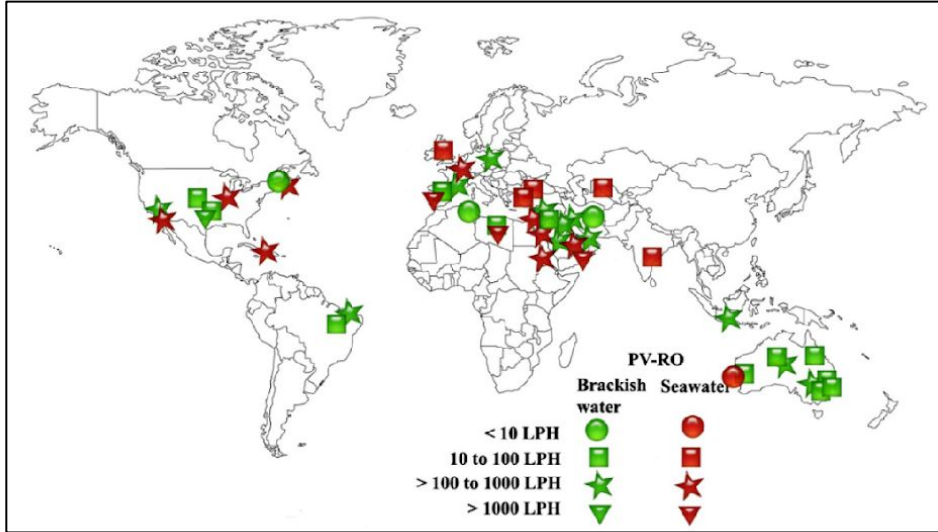 PV-RO
Brackish water Seawater
< 10 LPH
10 to 100 LPH
> 100 to 1000 LPH
> 1000 LPH